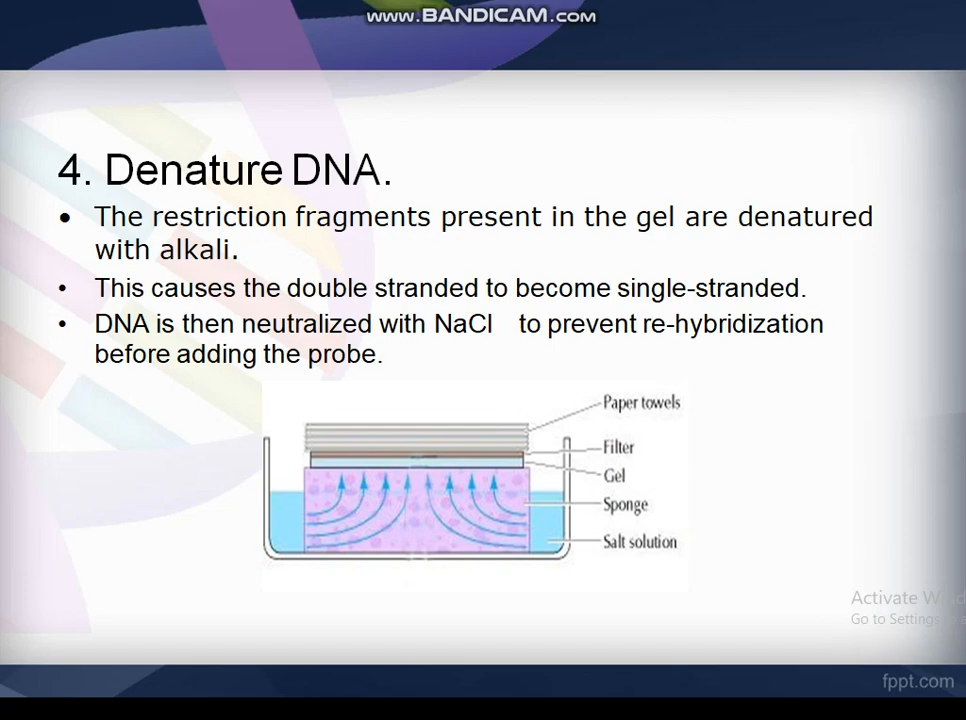 www.BANDICAM.com
4. Denature DNA.
• The restriction fragments present in the gel are denatured
with alkali.
• This causes the double stranded to become single-stranded.
• DNA is then neutralized with NaCl to prevent re-hybridization
before adding the probe.
Paper towels
Filter
Gel
Sponge
Salt solution
Activate
Go to Settings
fppt.com